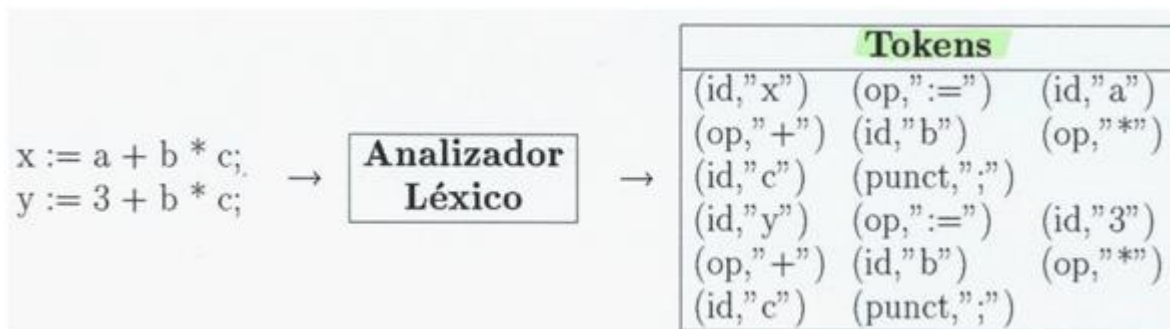 x := a + b * c;
y := 3 + b * c;
→
Analizador
Léxico
→
Tokens
(id,"x") (op,":=") (id,"a")
(op,"+") (id,"b") (op,"*")
(id,"c") (punct,";")
(id,"y") (op,":=") (id,"3")
(op,"+") (id,"b") (op,"*")
(id,"c") (punct,";")